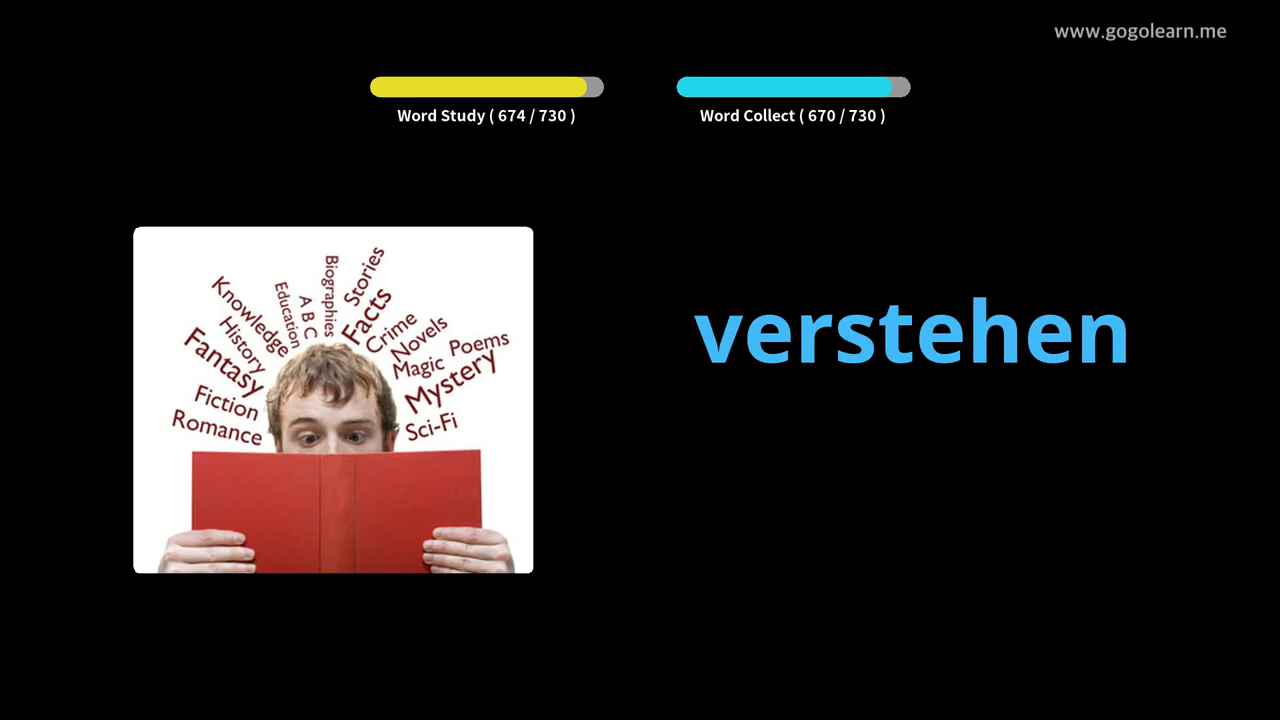 www.gogolearn.me
Word Study ( 674 / 730 )
Word Collect ( 670 / 730 )
verstehen
Knowledge
History
Fantasy
Fiction
Romance
Education
A B C
Biographies
Stories
Facts
Crime
Novels
Magic
Poems
Mystery
Sci-Fi